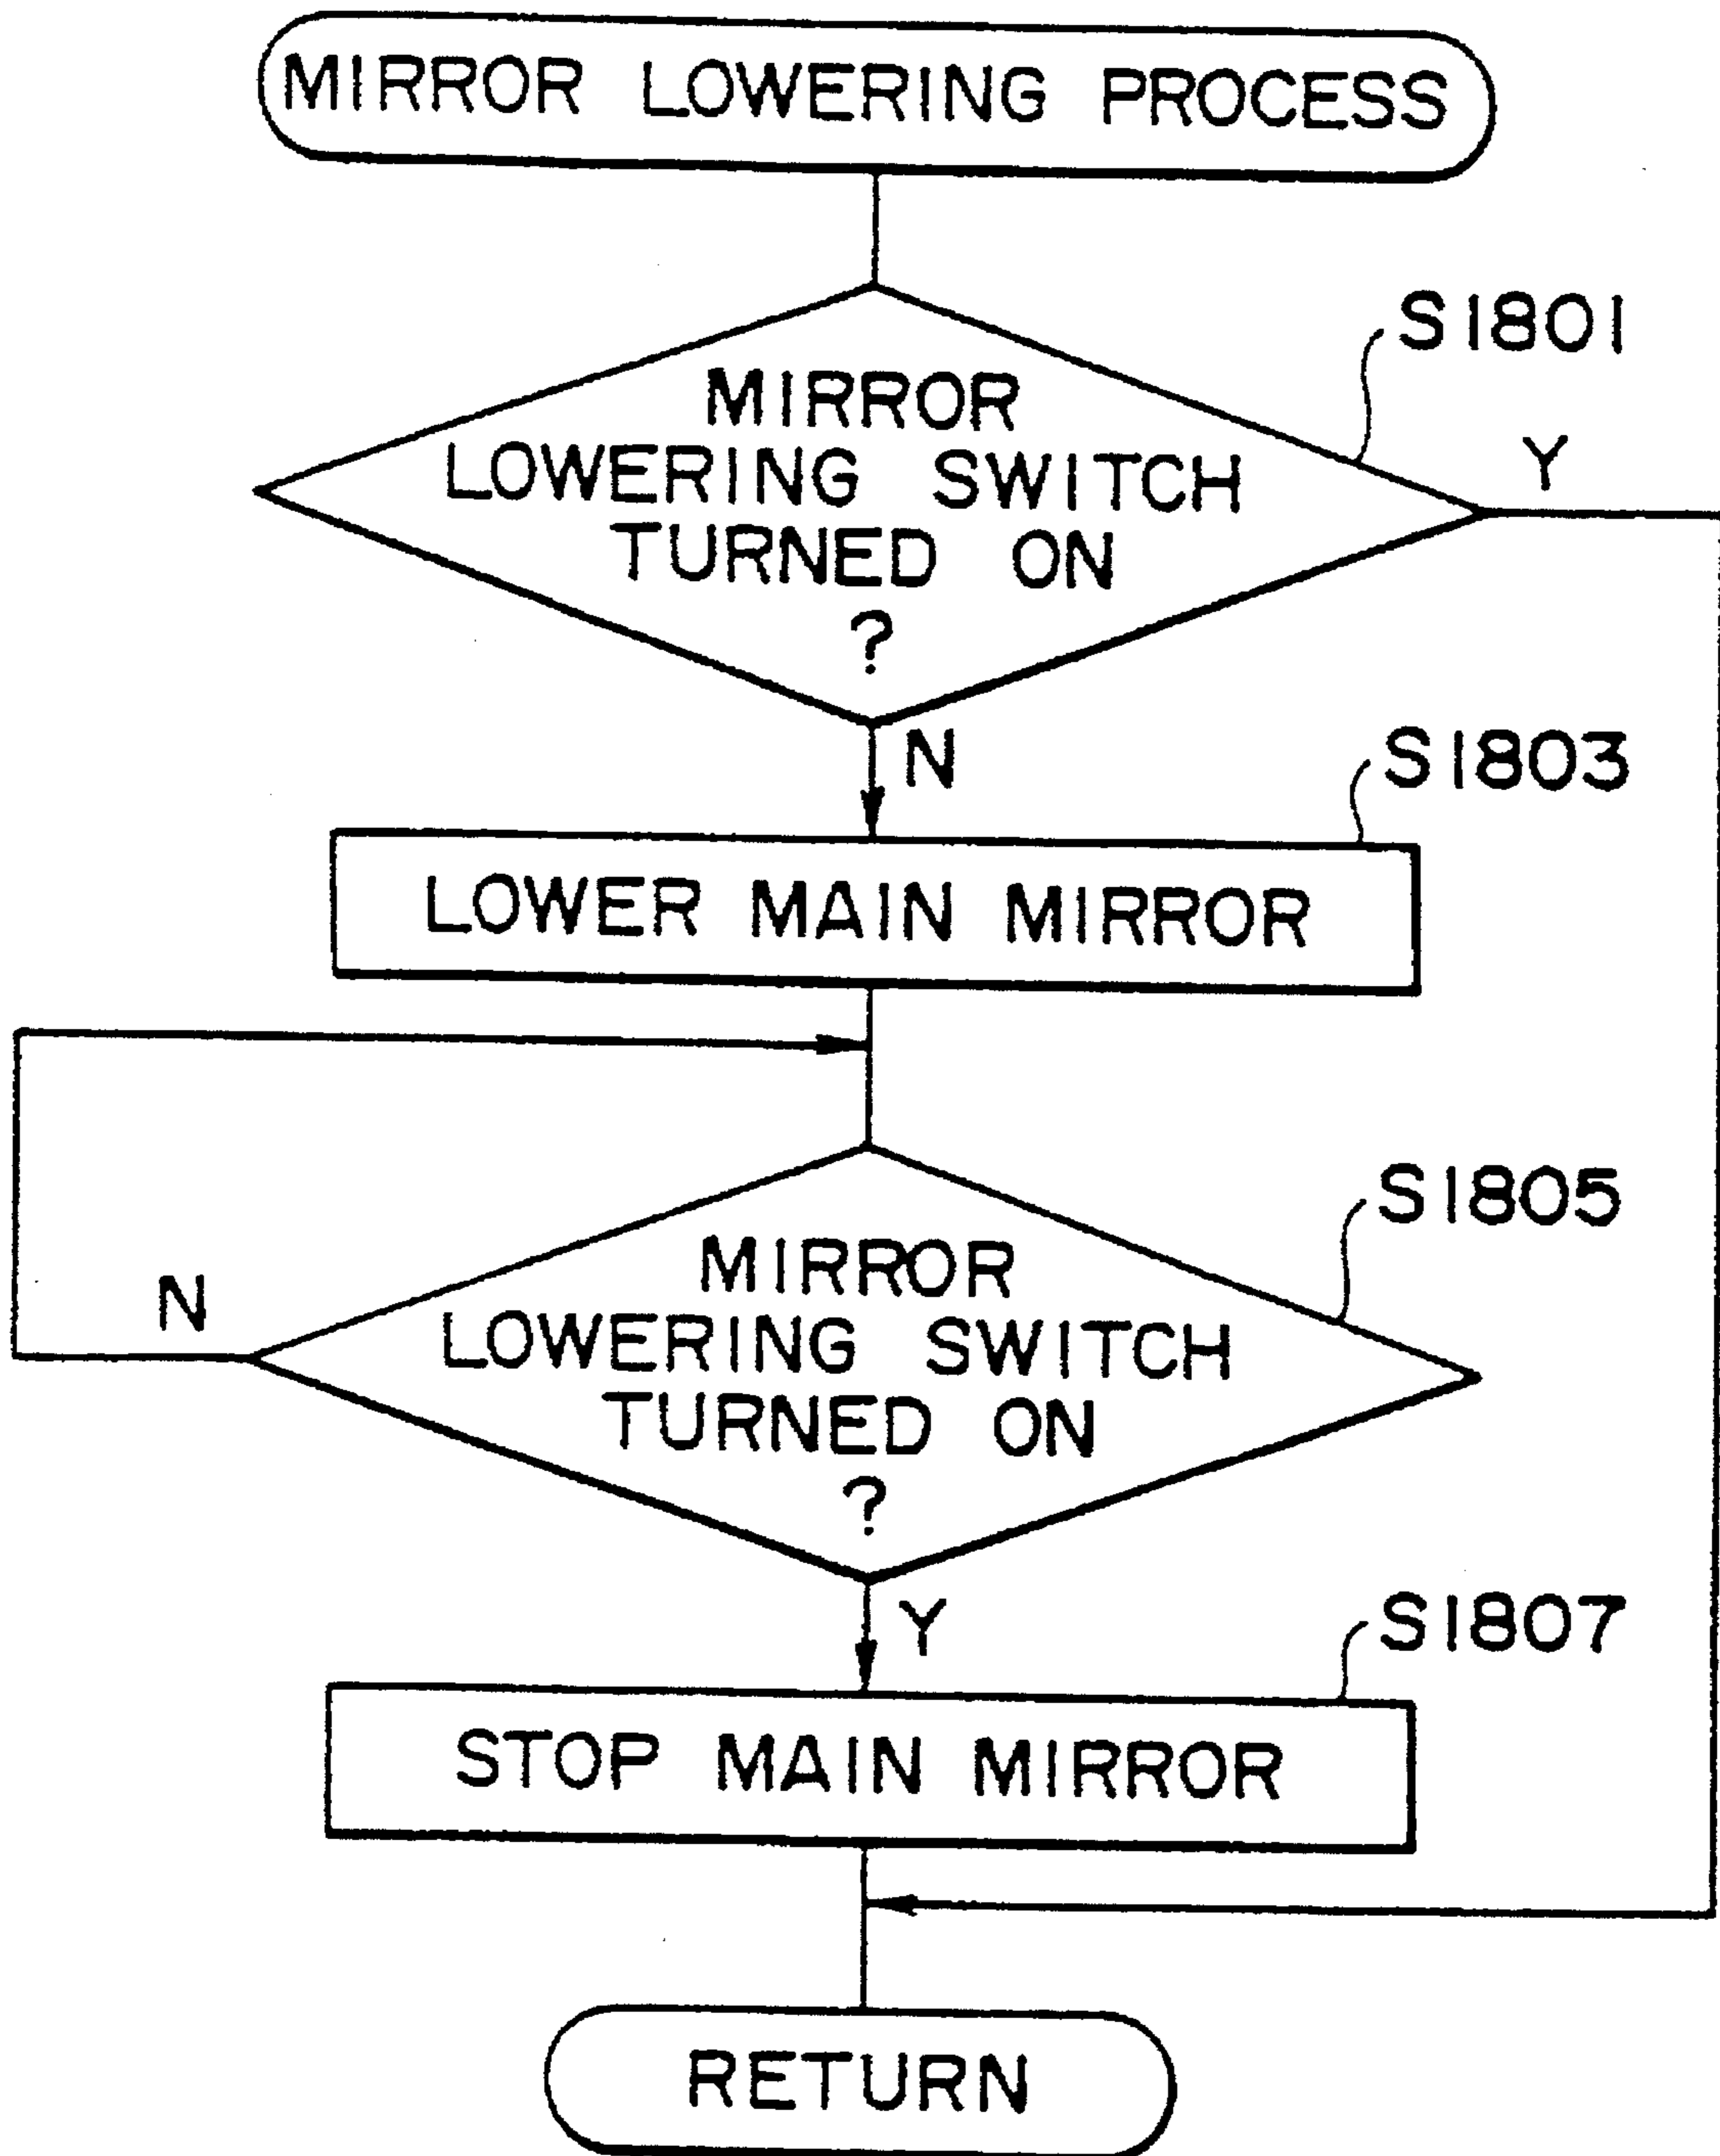 MIRROR LOWERING PROCESS
S1801
MIRROR
LOWERING SWITCH
TURNED ON
?
Y
N
S1803
LOWER MAIN MIRROR
S1805
MIRROR
LOWERING SWITCH
TURNED ON
?
N
Y
S1807
STOP MAIN MIRROR
RETURN